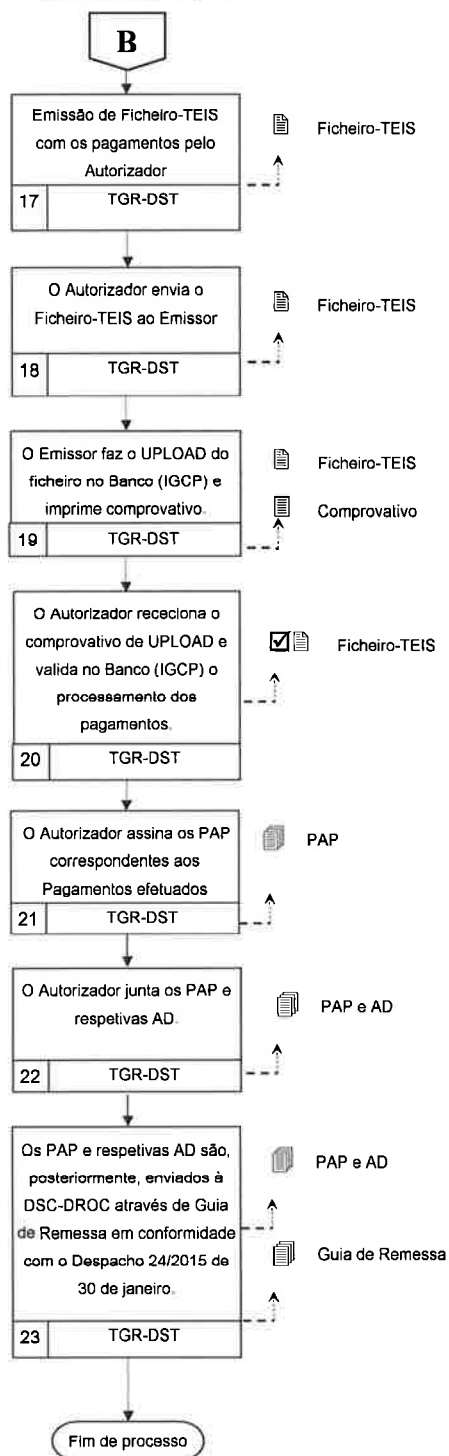 B
Emissão de Ficheiro-TEIS
com os pagamentos pelo
Autorizador
17 TGR-DST
Ficheiro-TEIS
O Autorizador envia o
Ficheiro-TEIS ao Emissor
18 TGR-DST
Ficheiro-TEIS
O Emissor faz o UPLOAD do
ficheiro no Banco (IGCP) e
imprime comprovativo.
19 TGR-DST
Ficheiro-TEIS
Comprovativo
O Autorizador receciona o
comprovativo de UPLOAD e
valida no Banco (IGCP) o
processamento dos
pagamentos.
20 TGR-DST
Ficheiro-TEIS
O Autorizador assina os PAP
correspondentes aos
Pagamentos efetuados
21 TGR-DST
PAP
O Autorizador junta os PAP e
respetivas AD.
22 TGR-DST
PAP e AD
Os PAP e respetivas AD são,
posteriormente, enviados à
DSC-DROC através de Guia
de Remessa em conformidade
com o Despacho 24/2015 de
30 de janeiro.
23 TGR-DST
PAP e AD
Guia de Remessa
Fim de processo